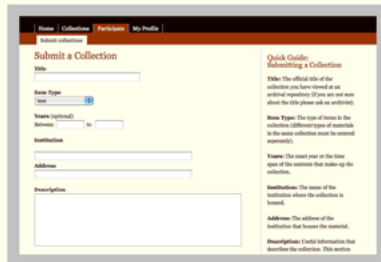 Home Collections Participate My Profile
Submit collections
Submit a Collection
Title
Item Type
text
Years (optional)
Between to
Institution
Address
Description
Quick Guide:
Submitting a Collection
Title: The official title of the
collection you have viewed at an
archival repository (if you are not sure
about the title please ask an archivist).
Item Type: The type of items in the
collection (different types of materials
in the same collection must be entered
seperately).
Years: The exact year or the time
span of the contents that make-up the
collection.
Institution: The name of the
institution where the collection is
housed.
Address: The address of the
institution that houses the material.
Description: Useful information that
describes the collection. This section